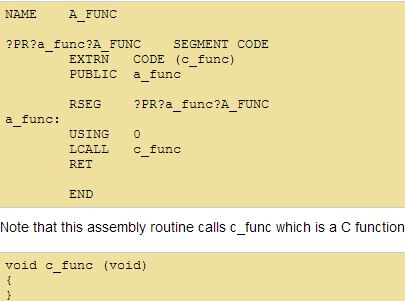 NAME    A_FUNC
?PR?a_func?A_FUNC    SEGMENT CODE
EXTRN   CODE (c_func)
PUBLIC  a_func
RSEG    ?PR?a_func?A_FUNC
a_func:
USING   0
LCALL   c_func
RET
END
Note that this assembly routine calls c_func which is a C function
void c_func (void)
{
}